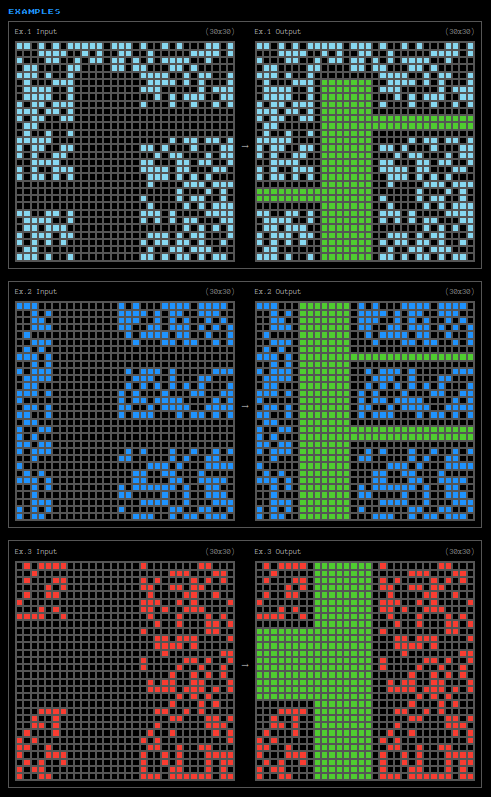 EXAMPLES
Ex.1 Input (30x30) Ex.1 Output (30x30)
→
Ex.2 Input (30x30) Ex.2 Output (30x30)
→
Ex.3 Input (30x30) Ex.3 Output (30x30)
→